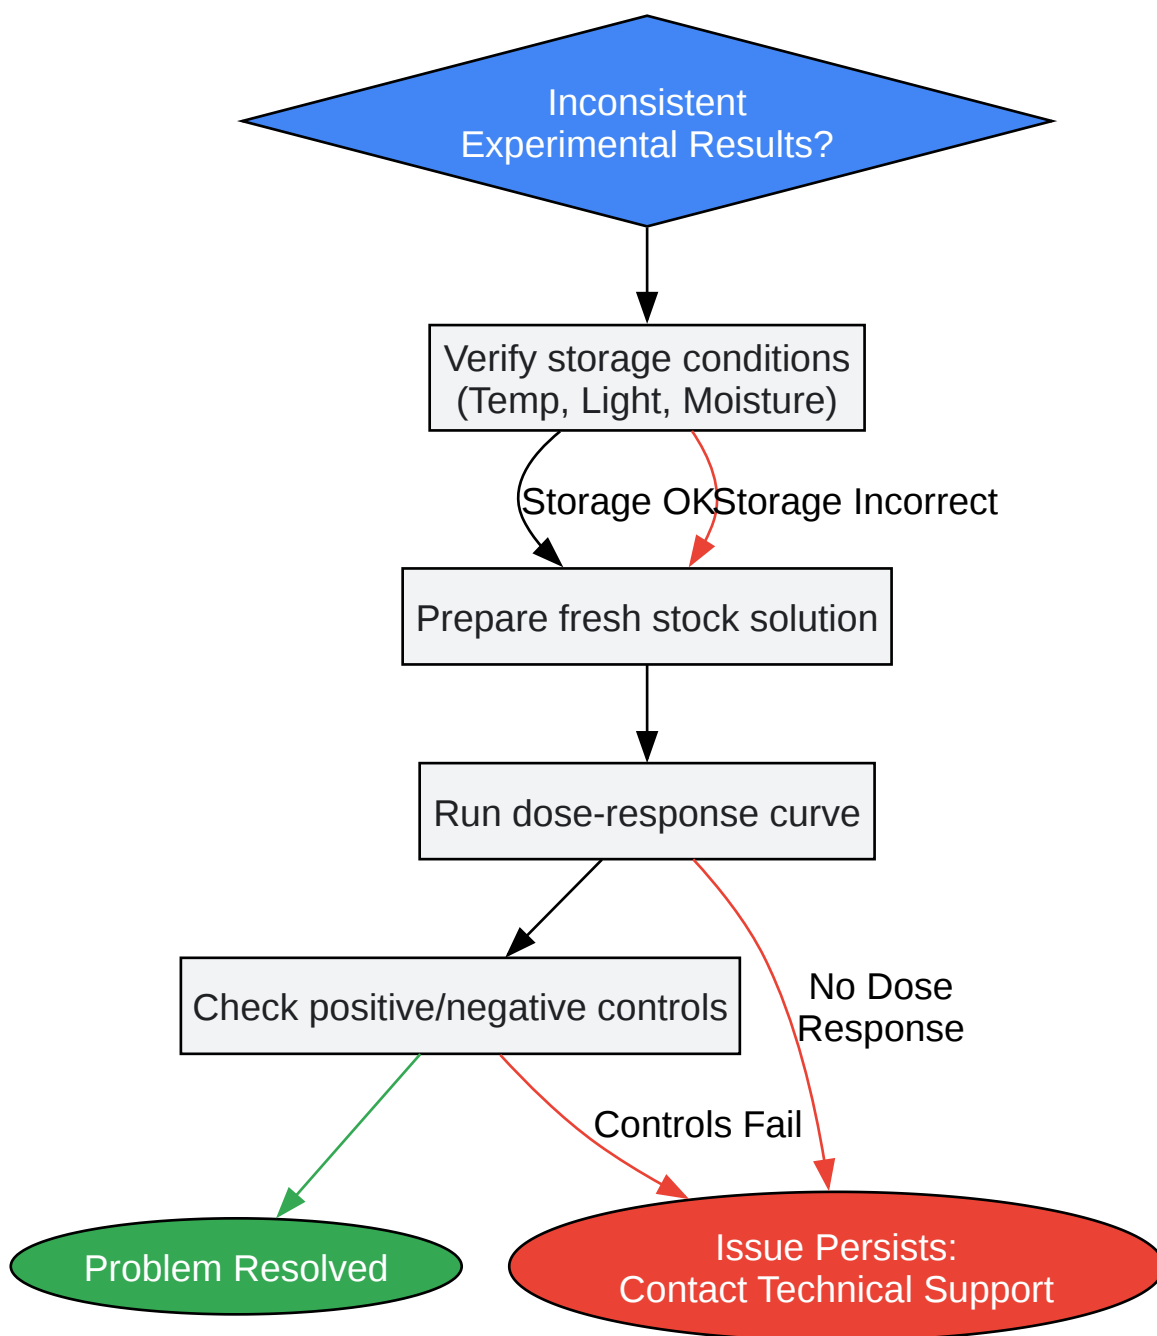 Inconsistent
Experimental Results?
Verify storage conditions
(Temp, Light, Moisture)
Storage OK
Storage Incorrect
Prepare fresh stock solution
Run dose-response curve
No Dose
Response
Check positive/negative controls
Controls Fail
Problem Resolved
Issue Persists:
Contact Technical Support